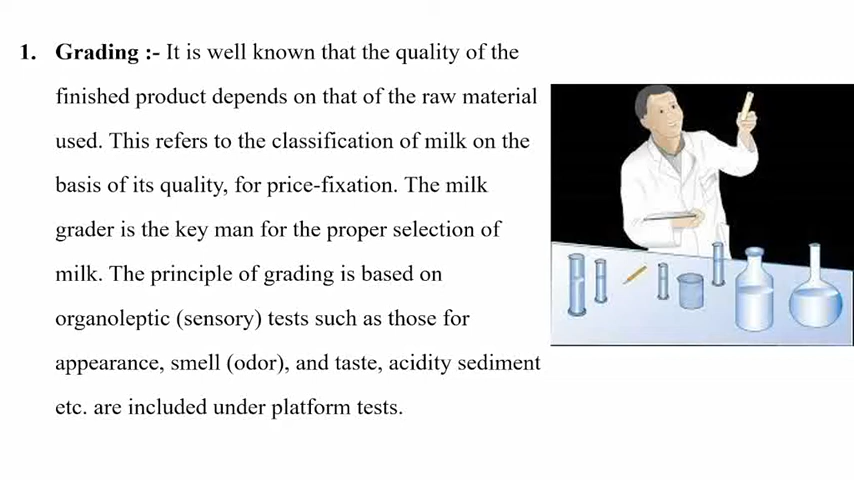 1. Grading :- It is well known that the quality of the
finished product depends on that of the raw material
used. This refers to the classification of milk on the
basis of its quality, for price-fixation. The milk
grader is the key man for the proper selection of
milk. The principle of grading is based on
organoleptic (sensory) tests such as those for
appearance, smell (odor), and taste, acidity sediment
etc. are included under platform tests.